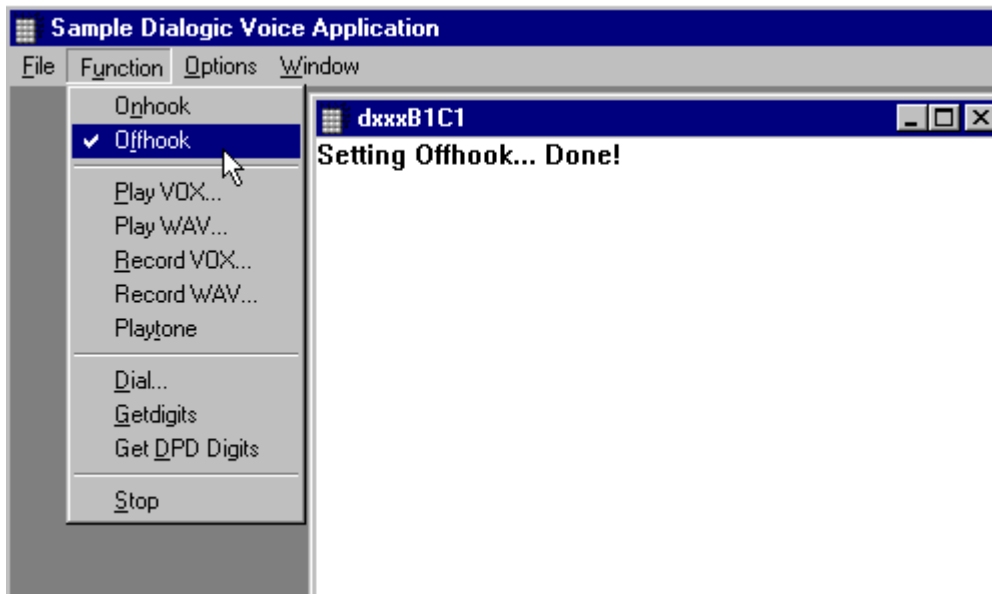 Sample Dialogic Voice Application
File Function Options Window
Onhook
Offhook
Play VOX...
Play WAV...
Record VOX...
Record WAV...
Playtone
Dial...
Getdigits
Get DPD Digits
Stop
dxxxB1C1
Setting Offhook... Done!